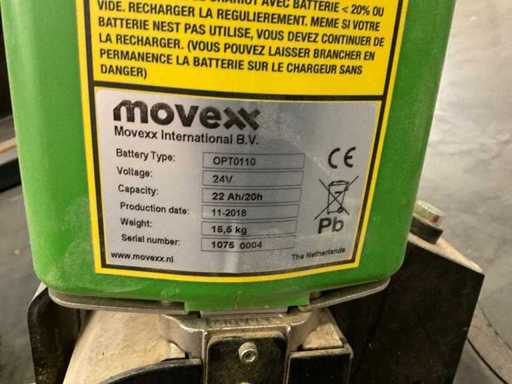 CHARIOT AVEC BATTERIE < 20% OU
VIDE. RECHARGER LA REGULIEREMENT. MEME SI VOTRE
BATTERIE NEST PAS UTILISE, VOUS DEVEZ CONTINUER DE
LA RECHARGER. (VOUS POUVEZ LAISSER BRANCHER EN
PERMANENCE LA BATTERIE SUR LE CHARGEUR SANS
DANGER)
movexx
Movexx International B.V.
Battery Type: OPT0110
Voltage: 24V
Capacity: 22 Ah/20h
Production date: 11-2018
Weight: 15,5 kg
Serial number: 1075 0004
www.movexx.nl
CE
Pb
The Netherlands